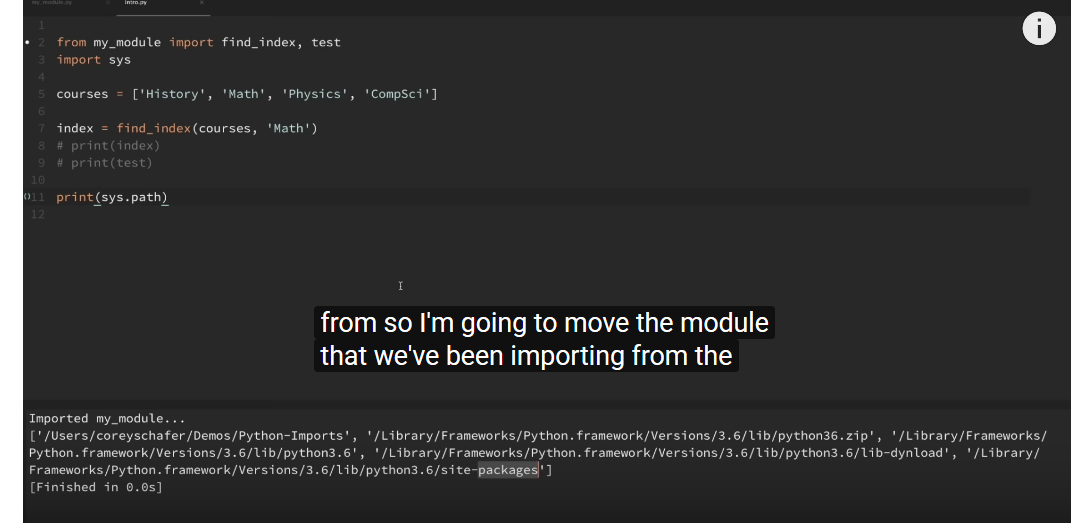 my_module.py
intro.py
×
1
2 from my_module import find_index, test
3 import sys
4
5 courses = ['History', 'Math', 'Physics', 'CompSci']
6
7 index = find_index(courses, 'Math')
8 # print(index)
9 # print(test)
10
11 print(sys.path)
12
i
from so I'm going to move the module
that we've been importing from the
Imported my_module...
['/Users/coreyschafer/Demos/Python-Imports', '/Library/Frameworks/Python.framework/Versions/3.6/lib/python36.zip', '/Library/Frameworks/
Python.framework/Versions/3.6/lib/python3.6', '/Library/Frameworks/Python.framework/Versions/3.6/lib/python3.6/lib-dynload', '/Library/
Frameworks/Python.framework/Versions/3.6/lib/python3.6/site-packages']
[Finished in 0.0s]